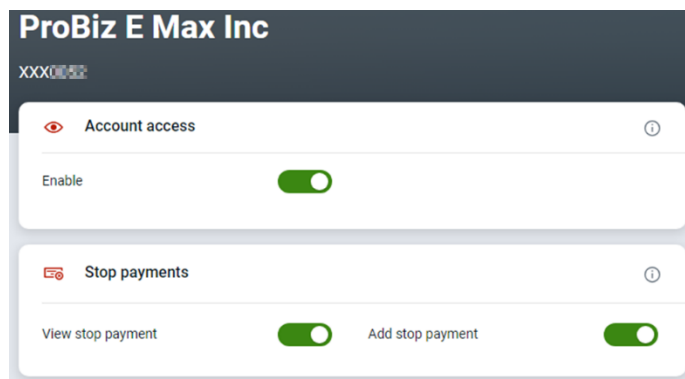 ProBiz E Max Inc
XXX
Account access
Enable
Stop payments
View stop payment Add stop payment